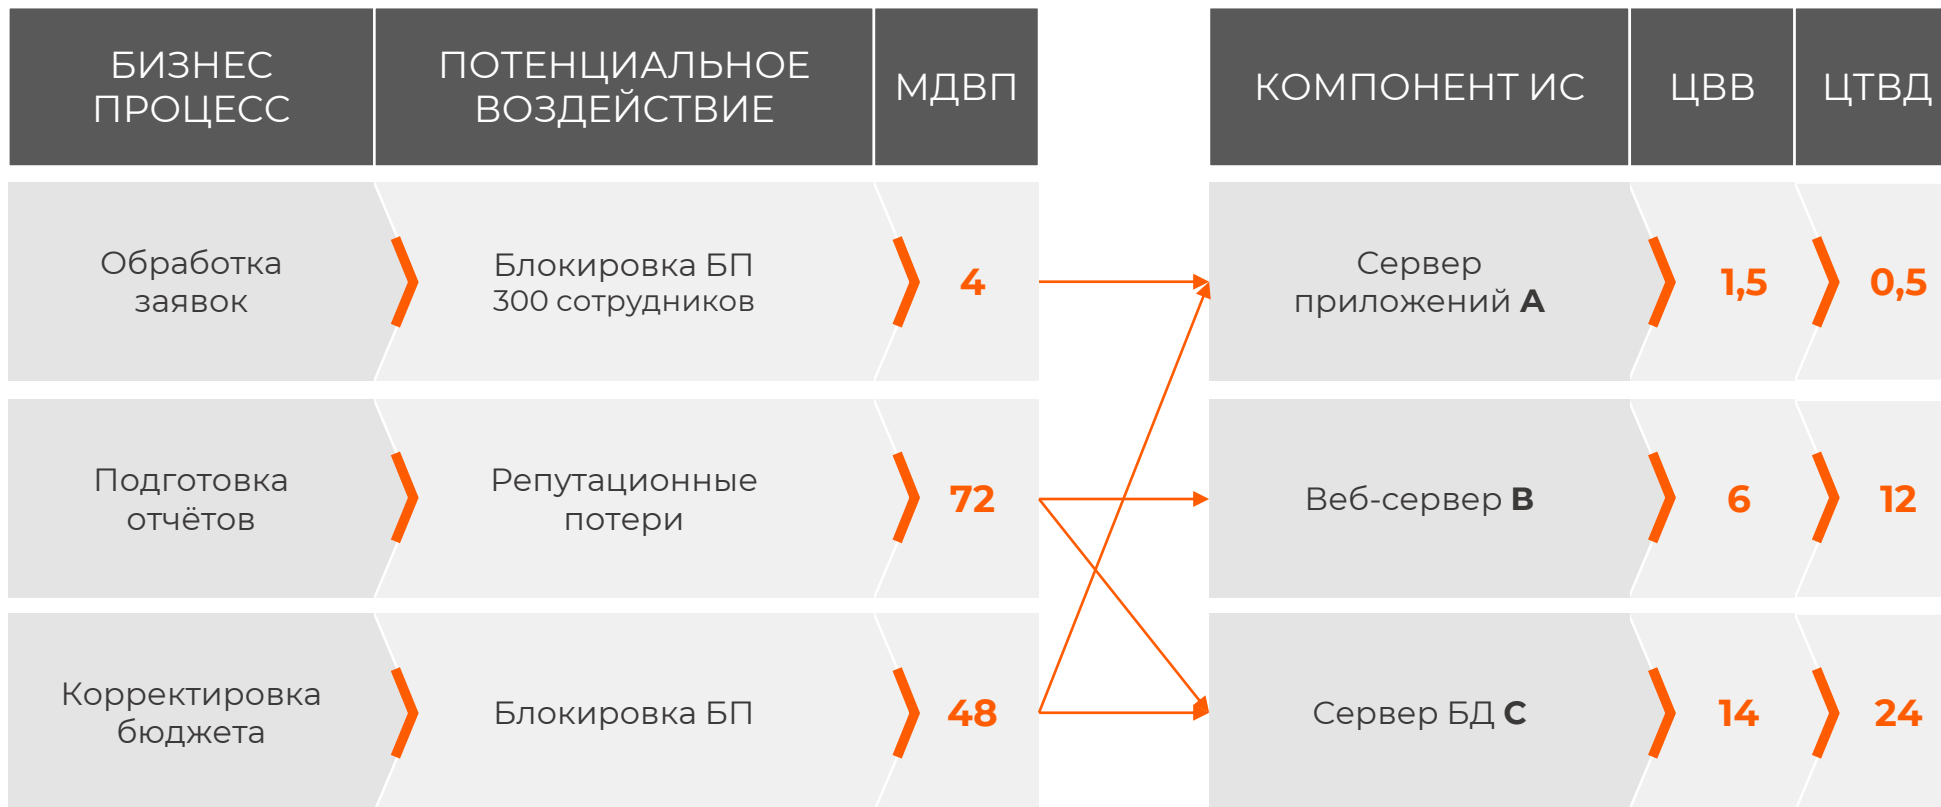 БИЗНЕС
ПРОЦЕСС
ПОТЕНЦИАЛЬНОЕ
ВОЗДЕЙСТВИЕ
МДВП
КОМПОНЕНТ ИС
ЦВВ
ЦТВД
Обработка
заявок
Блокировка БП
300 сотрудников
4
Сервер
приложений А
1,5
0,5
Подготовка
отчётов
Репутационные
потери
72
Веб-сервер В
6
12
Корректировка
бюджета
Блокировка БП
48
Сервер БД С
14
24